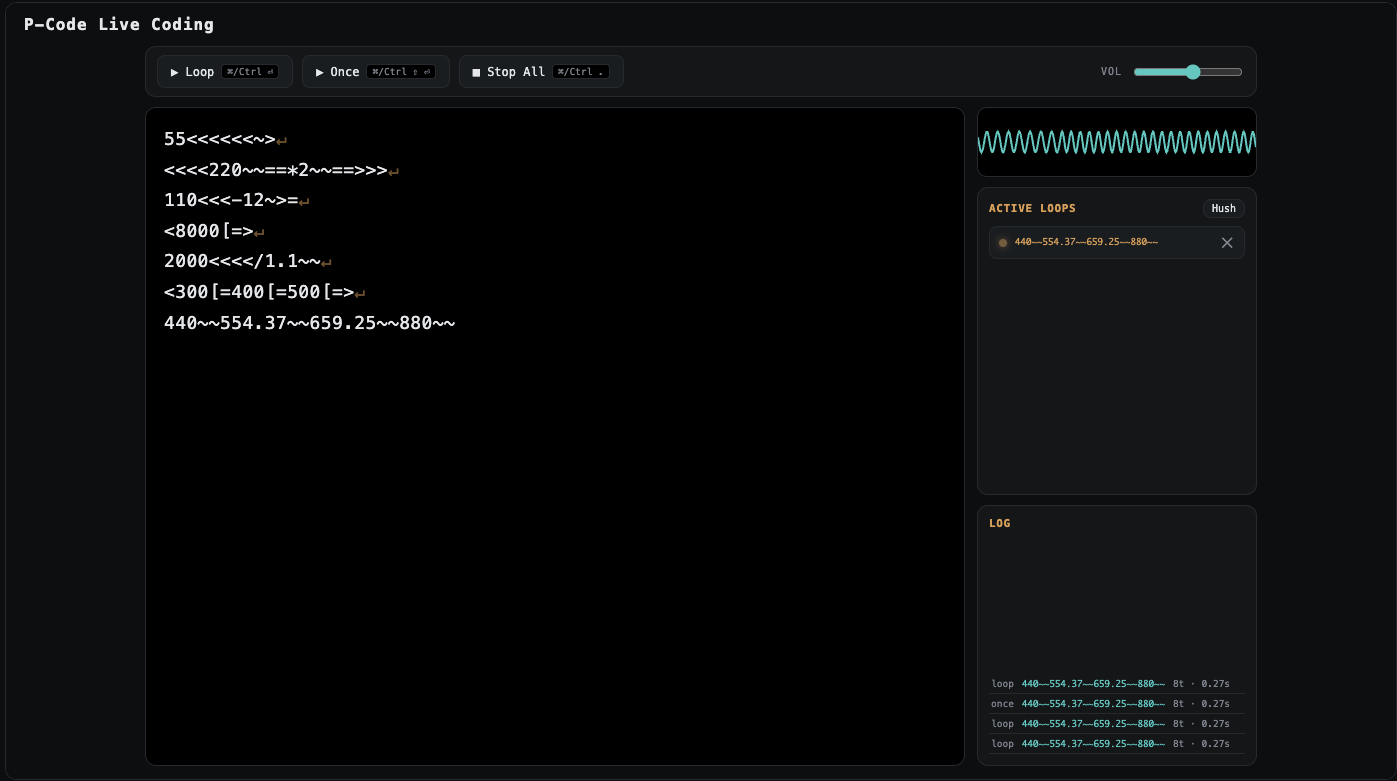 P-Code Live Coding
▶ Loop ⌘/Ctrl ⏎
▶ Once ⌘/Ctrl ⇧ ⏎
■ Stop All ⌘/Ctrl .
VOL
55<<<<<<~>↵
<<<<220~~==*2~~==>>>↵
110<<<-12~>=↵
<8000[=>↵
2000<<<</1.1~~↵
<300[=400[=500[=>↵
440~~554.37~~659.25~~880~~
ACTIVE LOOPS
Hush
440~~554.37~~659.25~~880~~
LOG
loop 440~~554.37~~659.25~~880~~ 8t · 0.27s
once 440~~554.37~~659.25~~880~~ 8t · 0.27s
loop 440~~554.37~~659.25~~880~~ 8t · 0.27s
loop 440~~554.37~~659.25~~880~~ 8t · 0.27s